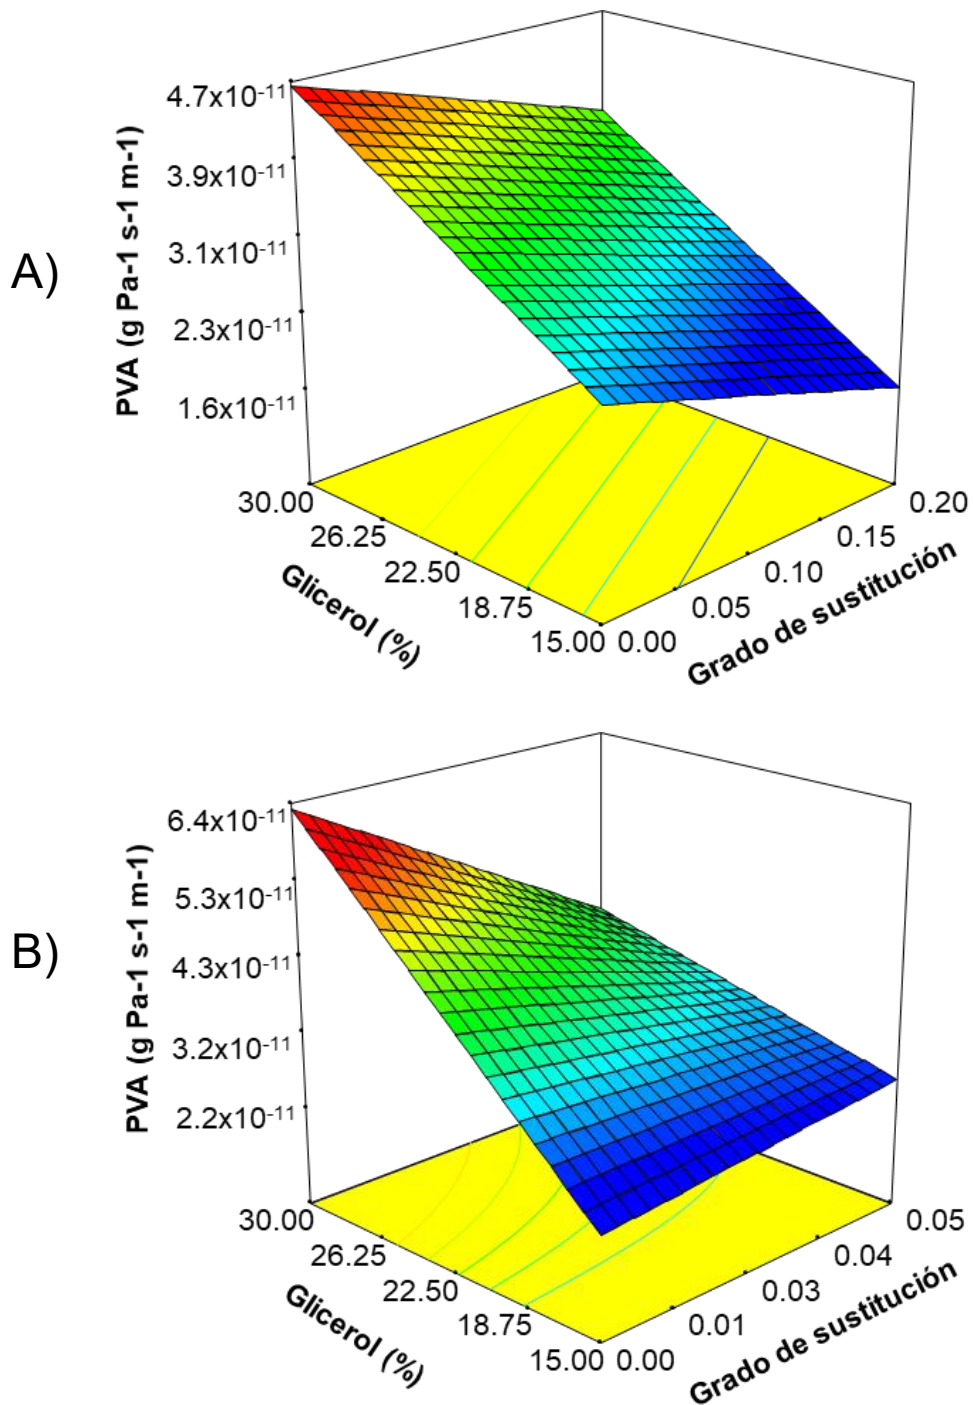 A)
PVA (g Pa-1 s-1 m-1)
4.7x10⁻¹¹
3.9x10⁻¹¹
3.1x10⁻¹¹
2.3x10⁻¹¹
1.6x10⁻¹¹
30.00
26.25
22.50
18.75
15.00
Glicerol (%)
0.00
0.05
0.10
0.15
0.20
Grado de sustitución
B)
PVA (g Pa-1 s-1 m-1)
6.4x10⁻¹¹
5.3x10⁻¹¹
4.3x10⁻¹¹
3.2x10⁻¹¹
2.2x10⁻¹¹
30.00
26.25
22.50
18.75
15.00
Glicerol (%)
0.00
0.01
0.03
0.04
0.05
Grado de sustitución